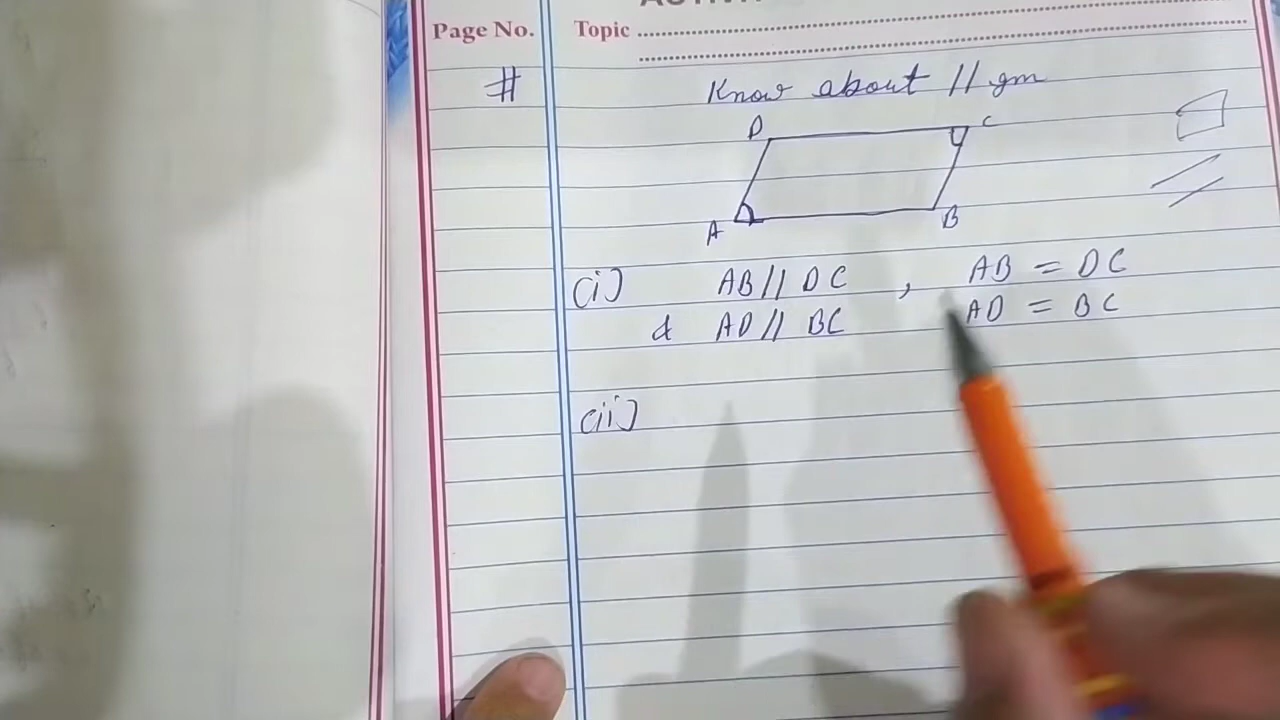 Page No.
Topic
# Know about // gm
D C
A B
(i) AB // DC , AB = DC
& AD // BC AD = BC
(ii)